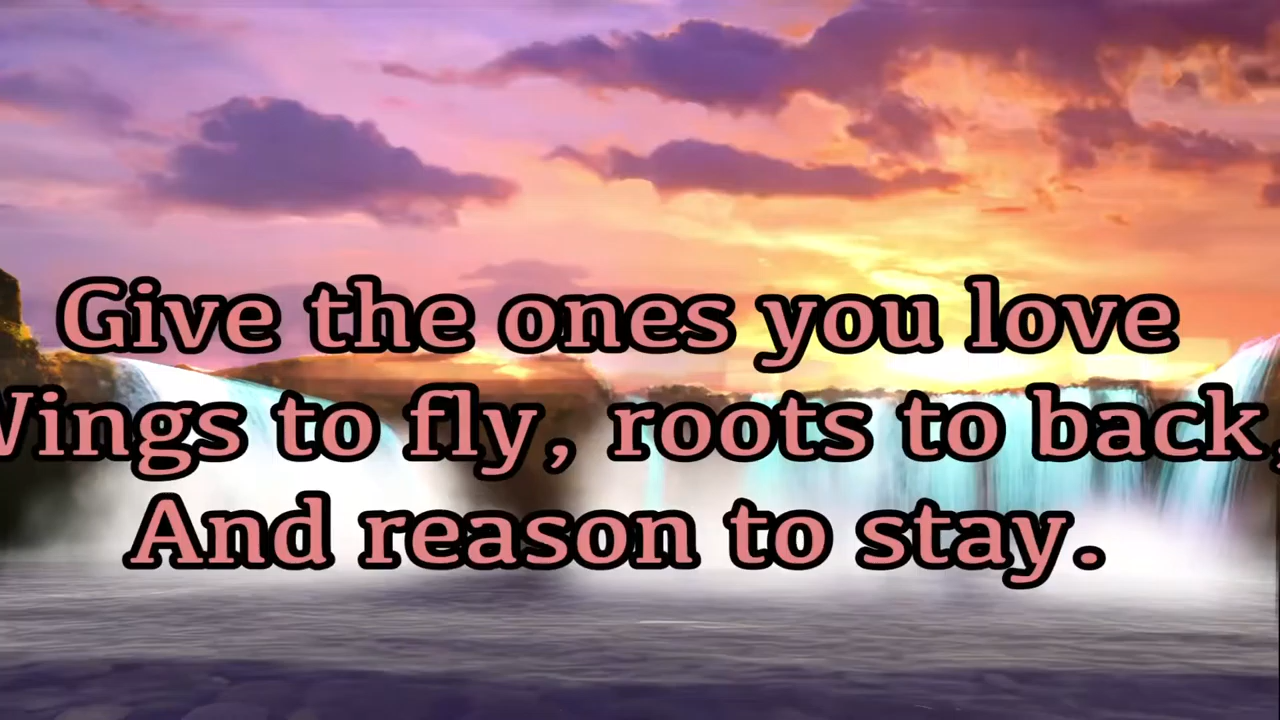 Give the ones you love
Wings to fly, roots to back,
And reason to stay.